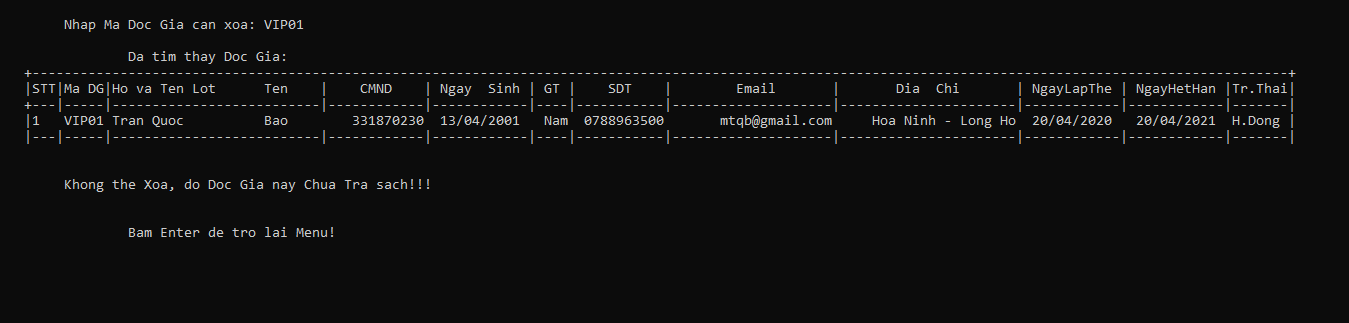 Nhap Ma Doc Gia can xoa: VIP01
Da tim thay Doc Gia:
|STT|Ma DG|Ho va Ten Lot      Ten    |    CMND    | Ngay  Sinh | GT |    SDT    |        Email       |       Dia  Chi       | NgayLapThe | NgayHetHan |Tr.Thai|
|1   VIP01 Tran Quoc          Bao        331870230  13/04/2001   Nam  0788963500       mtqb@gmail.com     Hoa Ninh - Long Ho  20/04/2020   20/04/2021  H.Dong |
Khong the Xoa, do Doc Gia nay Chua Tra sach!!!
Bam Enter de tro lai Menu!